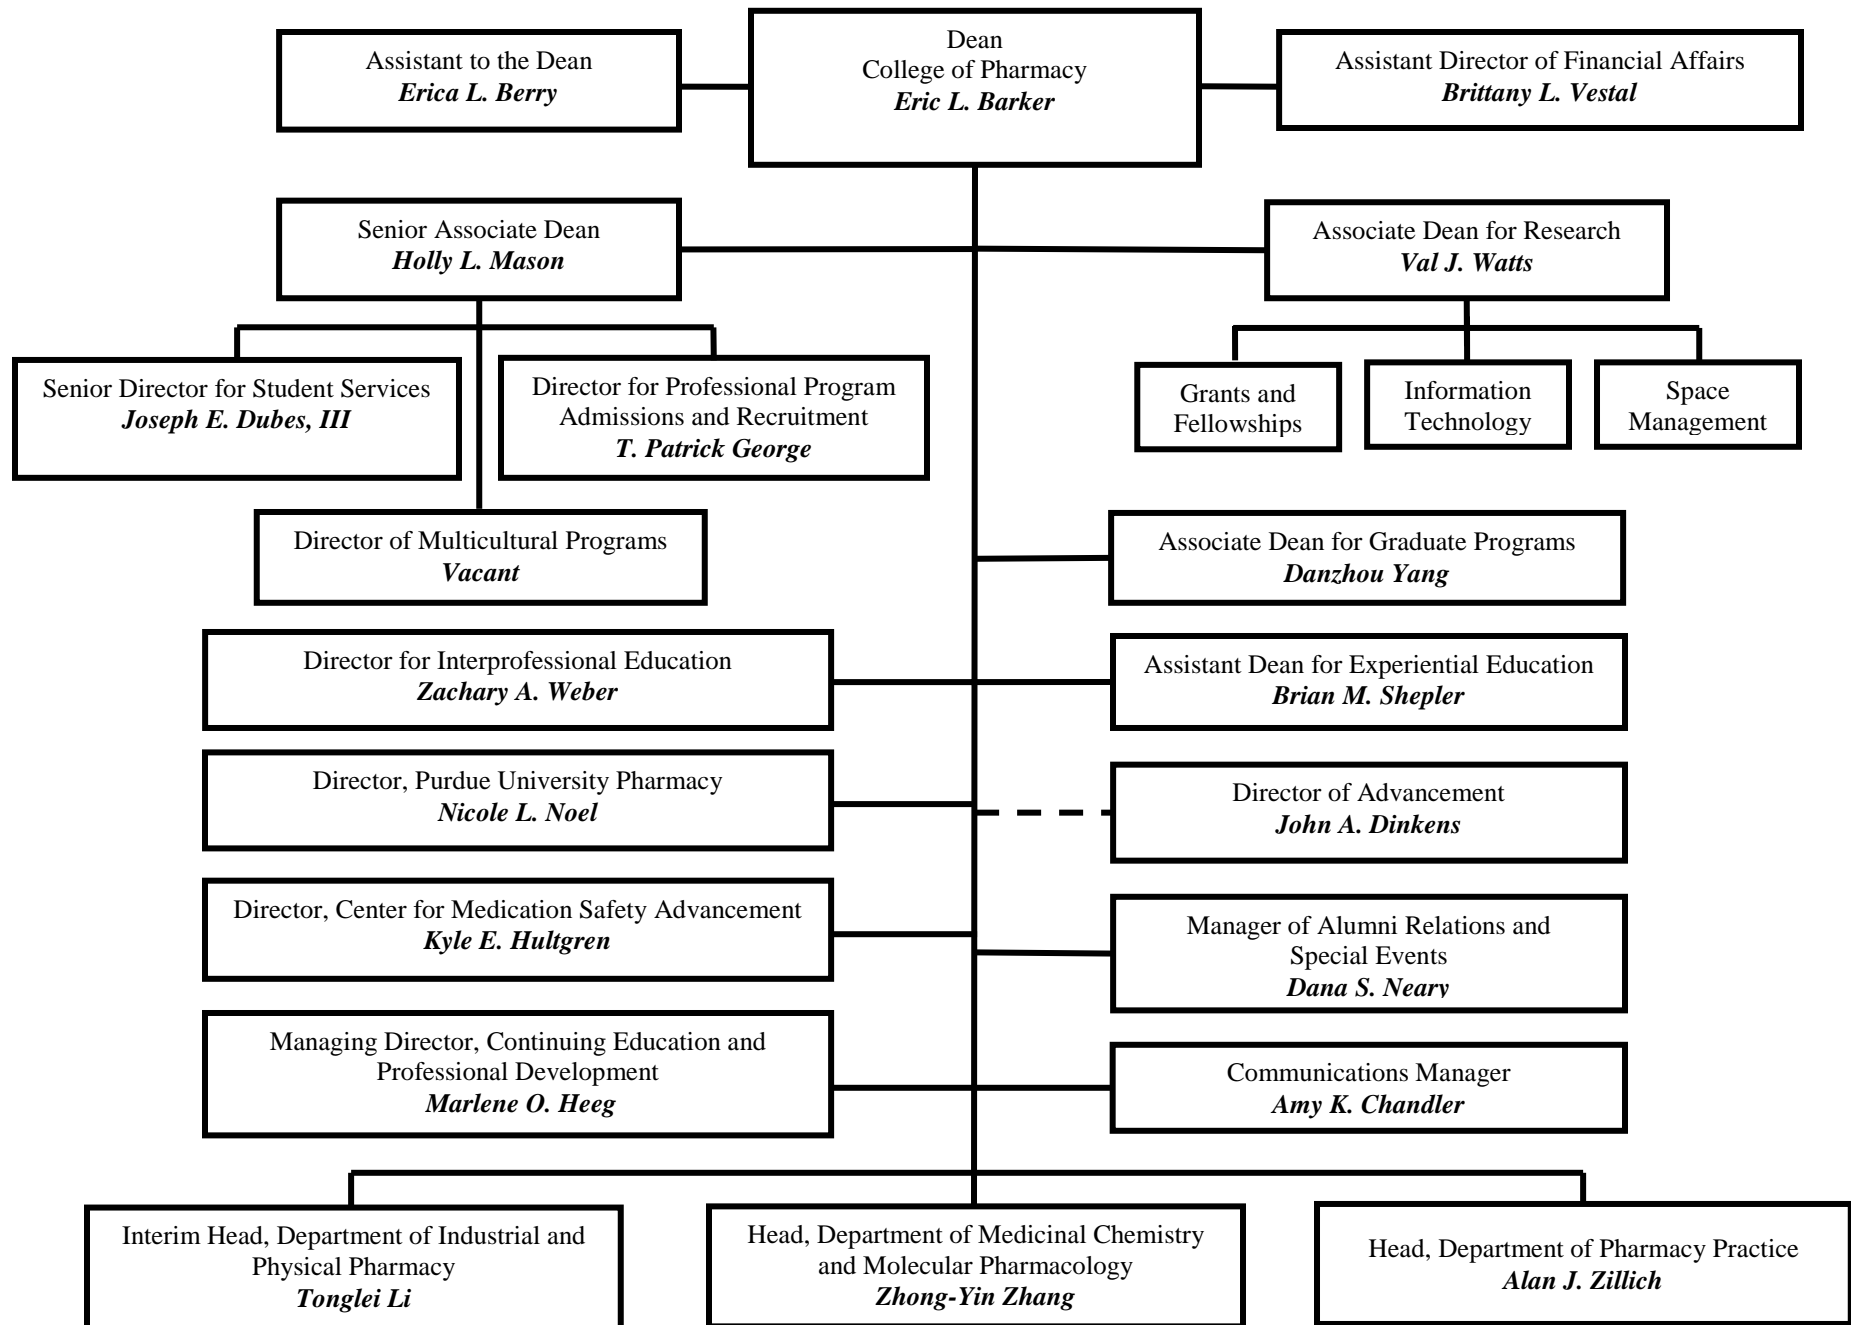 Dean
College of Pharmacy
Eric L. Barker
Assistant to the Dean
Erica L. Berry
Assistant Director of Financial Affairs
Brittany L. Vestal
Senior Associate Dean
Holly L. Mason
Associate Dean for Research
Val J. Watts
Senior Director for Student Services
Joseph E. Dubes, III
Director for Professional Program
Admissions and Recruitment
T. Patrick George
Grants and
Fellowships
Information
Technology
Space
Management
Director of Multicultural Programs
Vacant
Associate Dean for Graduate Programs
Danzhou Yang
Director for Interprofessional Education
Zachary A. Weber
Assistant Dean for Experiential Education
Brian M. Shepler
Director, Purdue University Pharmacy
Nicole L. Noel
Director of Advancement
John A. Dinkens
Director, Center for Medication Safety Advancement
Kyle E. Hultgren
Manager of Alumni Relations and
Special Events
Dana S. Neary
Managing Director, Continuing Education and
Professional Development
Marlene O. Heeg
Communications Manager
Amy K. Chandler
Interim Head, Department of Industrial and
Physical Pharmacy
Tonglei Li
Head, Department of Medicinal Chemistry
and Molecular Pharmacology
Zhong-Yin Zhang
Head, Department of Pharmacy Practice
Alan J. Zillich